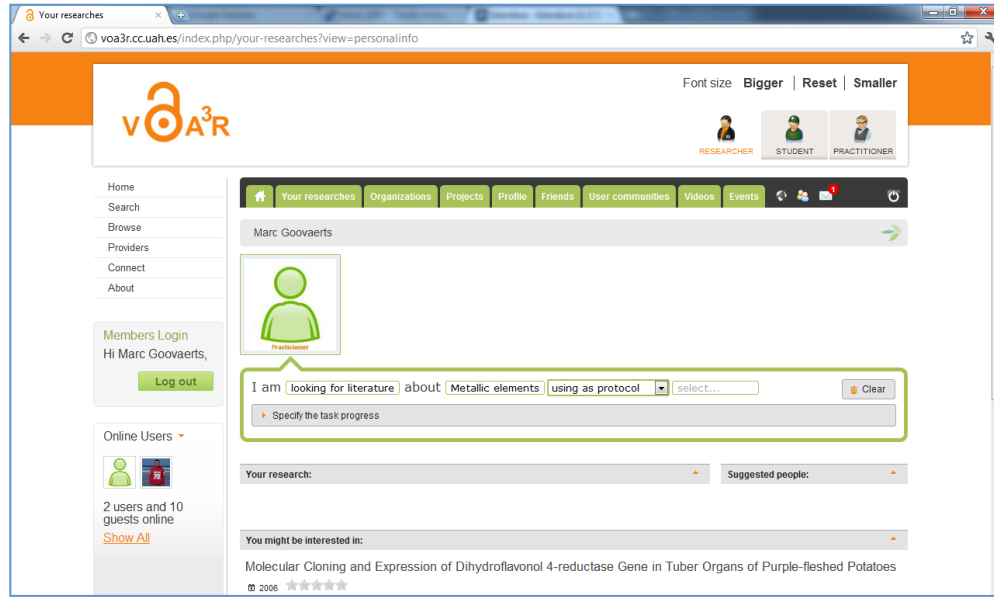 Your researches
voa3r.cc.uah.es/index.php/your-researches?view=personalinfo
Font size Bigger | Reset | Smaller
VOA3R
RESEARCHER STUDENT PRACTITIONER
Home
Search
Browse
Providers
Connect
About
Your researches Organizations Projects Profile Friends User communities Videos Events 1
Marc Goovaerts
Practicioner
Members Login
Hi Marc Goovaerts,
Log out
I am looking for literature about Metallic elements using as protocol select... Clear
Specify the task progress
Online Users
2 users and 10
guests online
Show All
Your research:
Suggested people:
You might be interested in:
Molecular Cloning and Expression of Dihydroflavonol 4-reductase Gene in Tuber Organs of Purple-fleshed Potatoes
2006